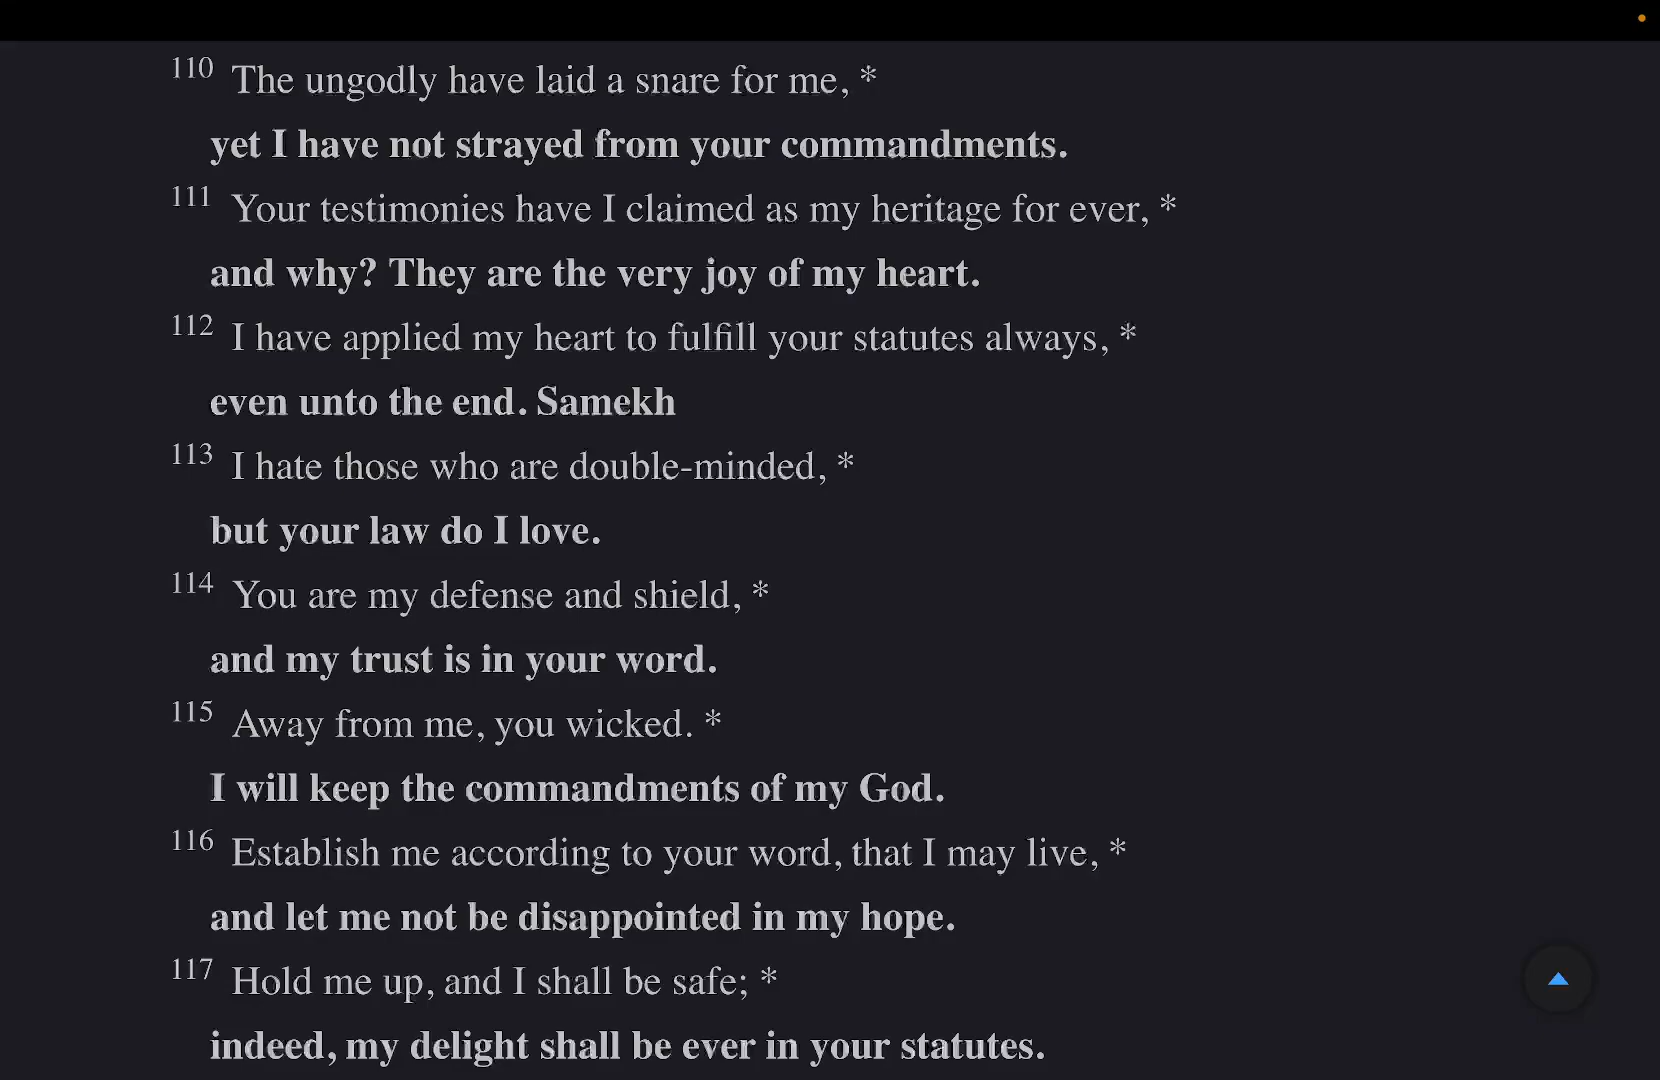 110 The ungodly have laid a snare for me, *
yet I have not strayed from your commandments.
111 Your testimonies have I claimed as my heritage for ever, *
and why? They are the very joy of my heart.
112 I have applied my heart to fulfill your statutes always, *
even unto the end. Samekh
113 I hate those who are double-minded, *
but your law do I love.
114 You are my defense and shield, *
and my trust is in your word.
115 Away from me, you wicked. *
I will keep the commandments of my God.
116 Establish me according to your word, that I may live, *
and let me not be disappointed in my hope.
117 Hold me up, and I shall be safe; *
indeed, my delight shall be ever in your statutes.